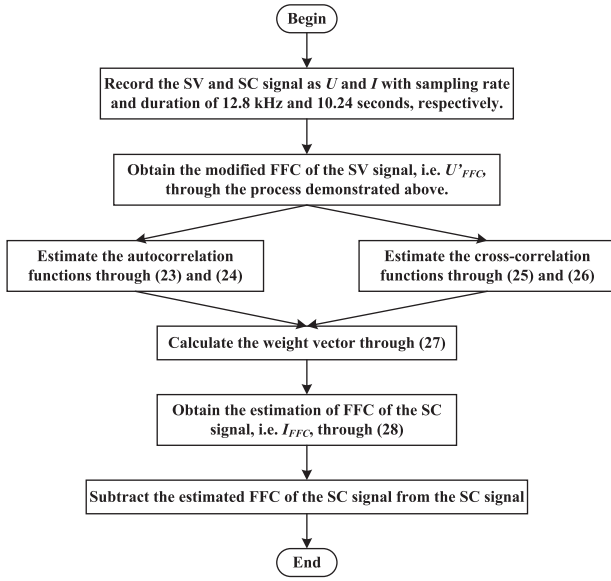 Begin
Record the SV and SC signal as U and I with sampling rate
and duration of 12.8 kHz and 10.24 seconds, respectively.
Obtain the modified FFC of the SV signal, i.e. U'FFC,
through the process demonstrated above.
Estimate the autocorrelation
functions through (23) and (24)
Estimate the cross-correlation
functions through (25) and (26)
Calculate the weight vector through (27)
Obtain the estimation of FFC of the SC
signal, i.e. IFFC, through (28)
Subtract the estimated FFC of the SC signal from the SC signal
End